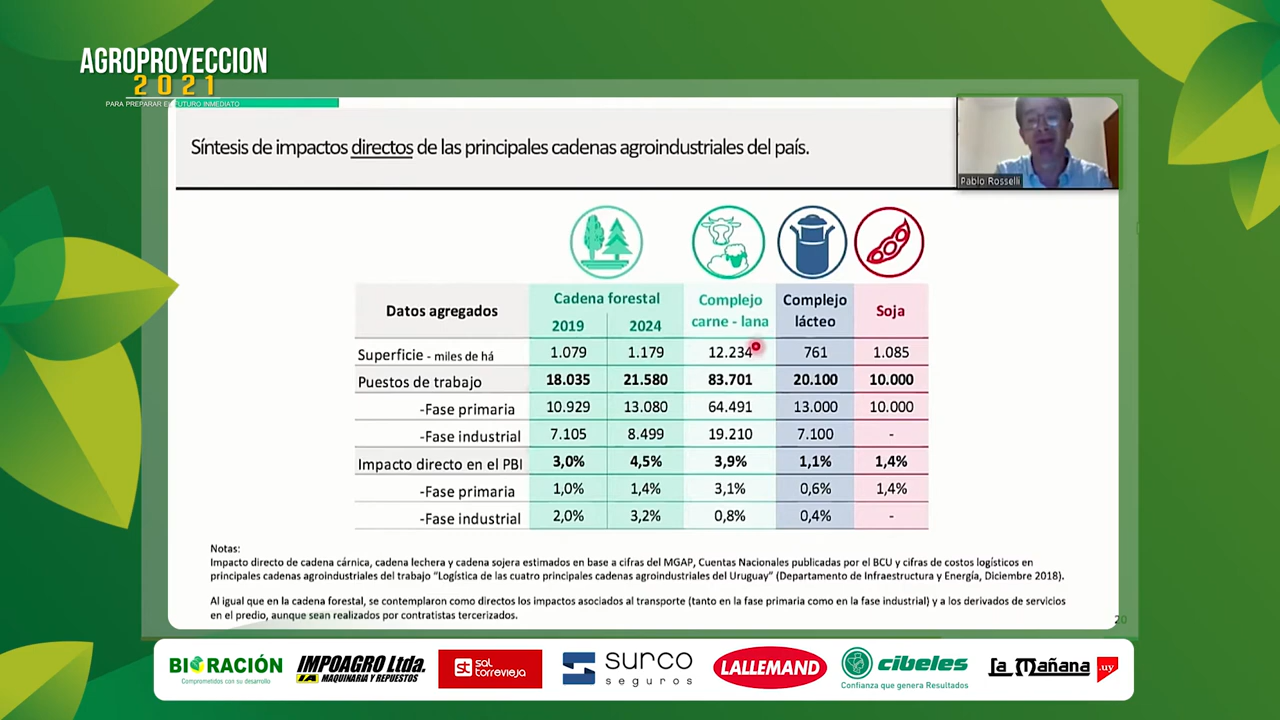 AGROPROYECCION
2021
PARA PREPARAR EL FUTURO INMEDIATO
Síntesis de impactos directos de las principales cadenas agroindustriales del país.
Pablo Rosselli
Datos agregados
Cadena forestal
2019
2024
Complejo
carne - lana
Complejo
lácteo
Soja
Superficie - miles de há 1.079 1.179 12.234 761 1.085
Puestos de trabajo 18.035 21.580 83.701 20.100 10.000
-Fase primaria 10.929 13.080 64.491 13.000 10.000
-Fase industrial 7.105 8.499 19.210 7.100 -
Impacto directo en el PBI 3,0% 4,5% 3,9% 1,1% 1,4%
-Fase primaria 1,0% 1,4% 3,1% 0,6% 1,4%
-Fase industrial 2,0% 3,2% 0,8% 0,4% -
Notas:
Impacto directo de cadena cárnica, cadena lechera y cadena sojera estimados en base a cifras del MGAP, Cuentas Nacionales publicadas por el BCU y cifras de costos logísticos en
principales cadenas agroindustriales del trabajo "Logística de las cuatro principales cadenas agroindustriales del Uruguay" (Departamento de Infraestructura y Energía, Diciembre 2018).
Al igual que en la cadena forestal, se contemplaron como directos los impactos asociados al transporte (tanto en la fase primaria como en la fase industrial) y a los derivados de servicios
en el predio, aunque sean realizados por contratistas tercerizados.
20
BIORACIÓN
Comprometidos con su desarrollo
IMPOAGRO Ltda.
IA MAQUINARIA Y REPUESTOS
st sal
torrevieja
surco
seguros
LALLEMAND
cibeles
Confianza que genera Resultados
La Mañana .uy